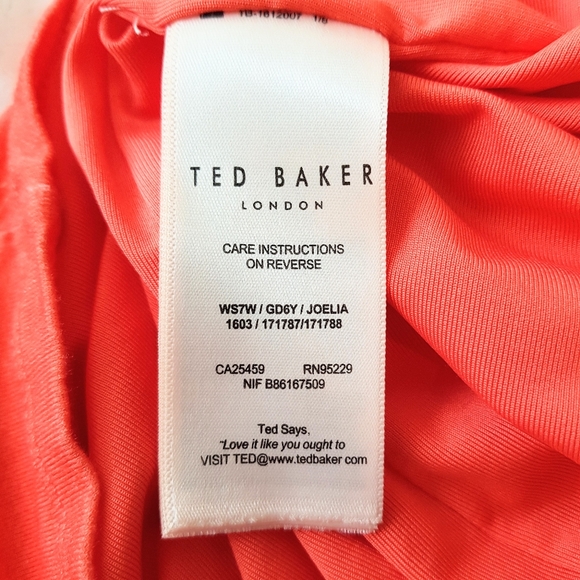 TED BAKER
LONDON
CARE INSTRUCTIONS
ON REVERSE
WS7W / GD6Y / JOELIA
1603 / 171787/171788
CA25459 RN95229
NIF B86167509
Ted Says,
"Love it like you ought to
VISIT TED@www.tedbaker com